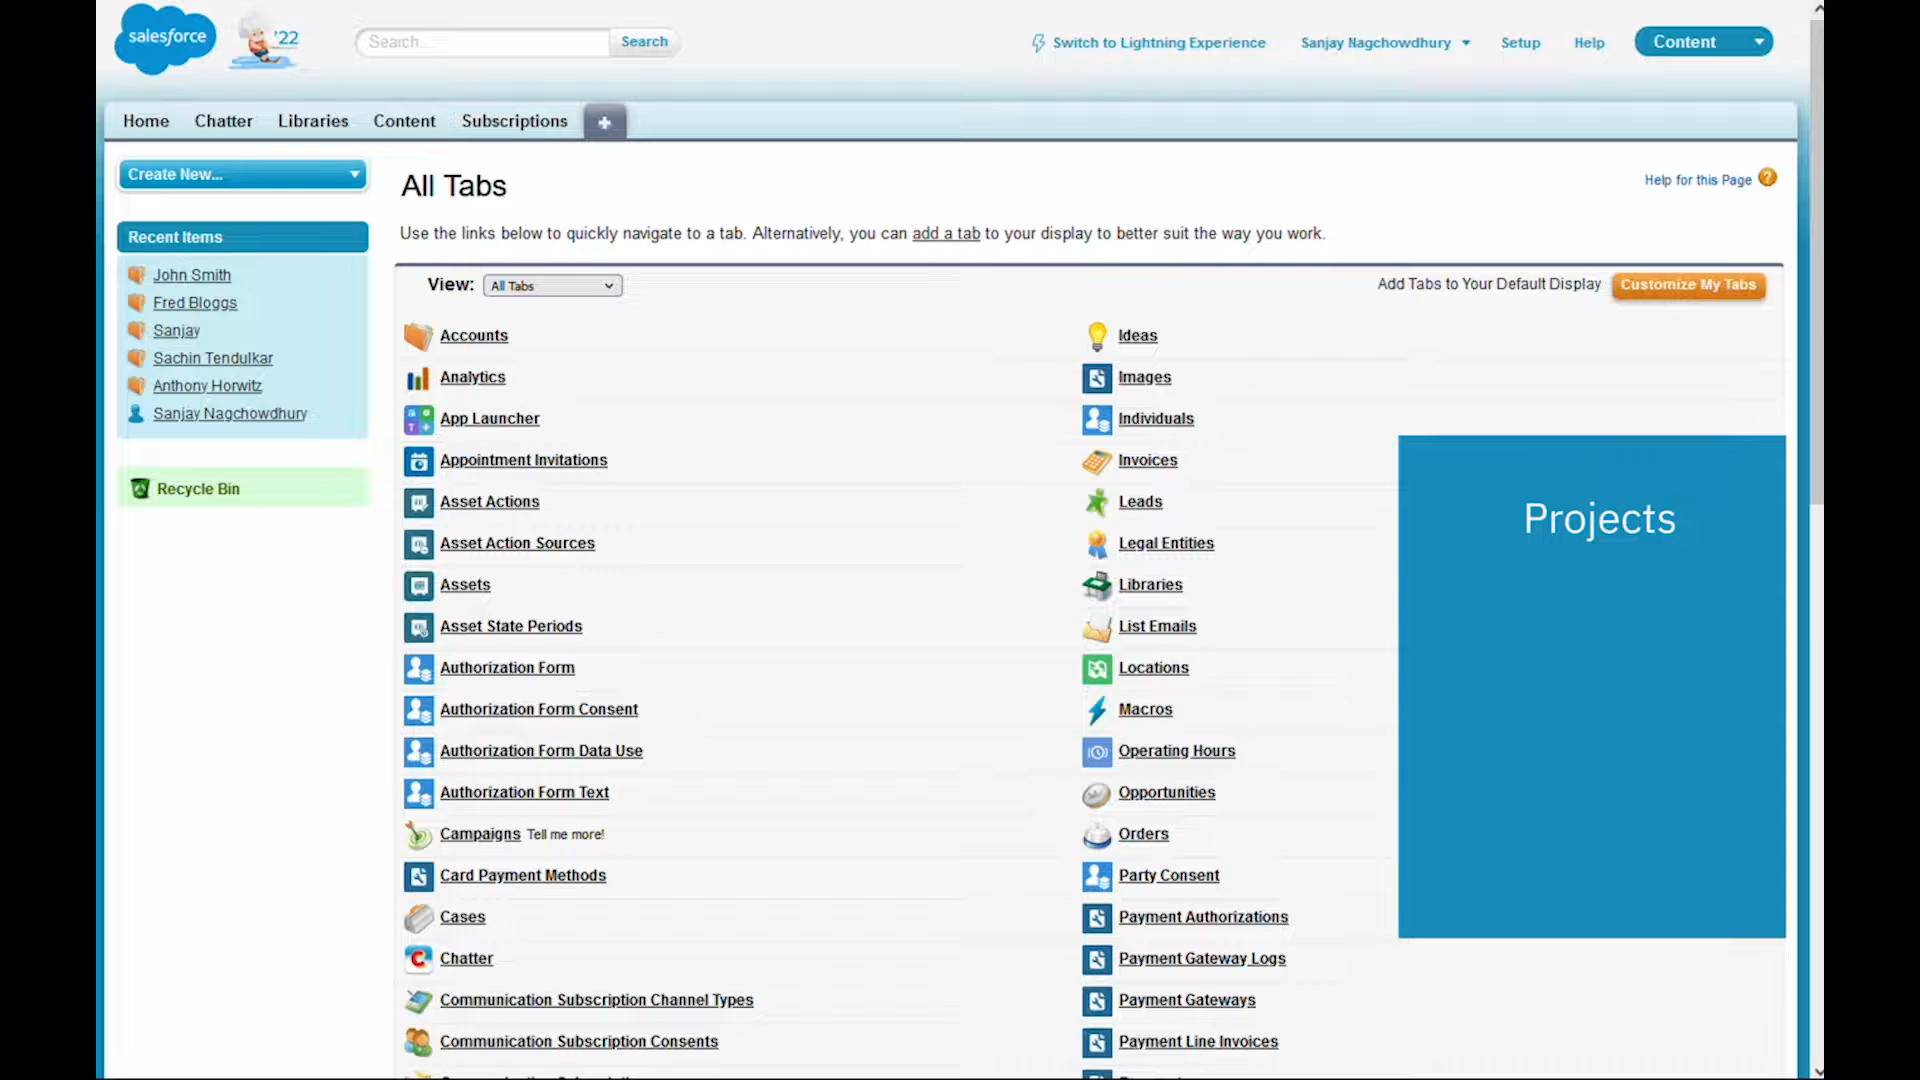 salesforce
'22
Search...
Search
Switch to Lightning Experience
Sanjay Nagchowdhury
Setup
Help
Content
Home
Chatter
Libraries
Content
Subscriptions
Create New...
Recent Items
John Smith
Fred Bloggs
Sanjay
Sachin Tendulkar
Anthony Horwitz
Sanjay Nagchowdhury
Recycle Bin
All Tabs
Help for this Page
Use the links below to quickly navigate to a tab. Alternatively, you can add a tab to your display to better suit the way you work.
View:
All Tabs
Add Tabs to Your Default Display
Customize My Tabs
Accounts
Analytics
App Launcher
Appointment Invitations
Asset Actions
Asset Action Sources
Assets
Asset State Periods
Authorization Form
Authorization Form Consent
Authorization Form Data Use
Authorization Form Text
Campaigns Tell me more!
Card Payment Methods
Cases
Chatter
Communication Subscription Channel Types
Communication Subscription Consents
Ideas
Images
Individuals
Invoices
Leads
Legal Entities
Libraries
List Emails
Locations
Macros
Operating Hours
Opportunities
Orders
Party Consent
Payment Authorizations
Payment Gateway Logs
Payment Gateways
Payment Line Invoices
Projects